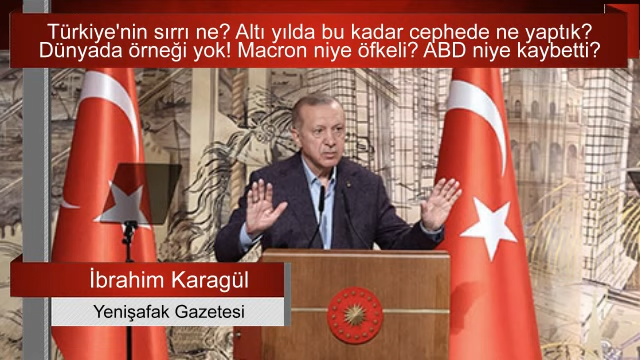 Türkiye'nin sırrı ne? Altı yılda bu kadar cephede ne yaptık?
Dünyada örneği yok! Macron niye öfkeli? ABD niye kaybetti?
İbrahim Karagül
Yenişafak Gazetesi